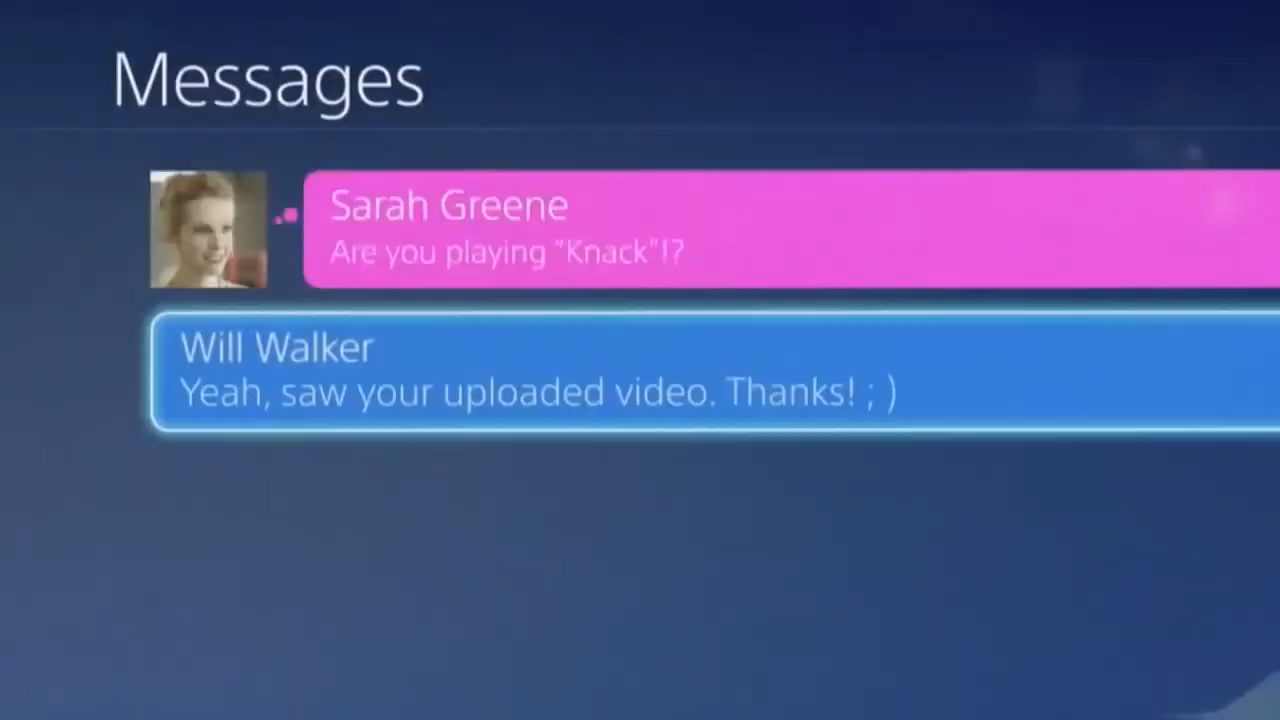 Messages
Sarah Greene
Are you playing "Knack"!?
Will Walker
Yeah, saw your uploaded video. Thanks! ; )